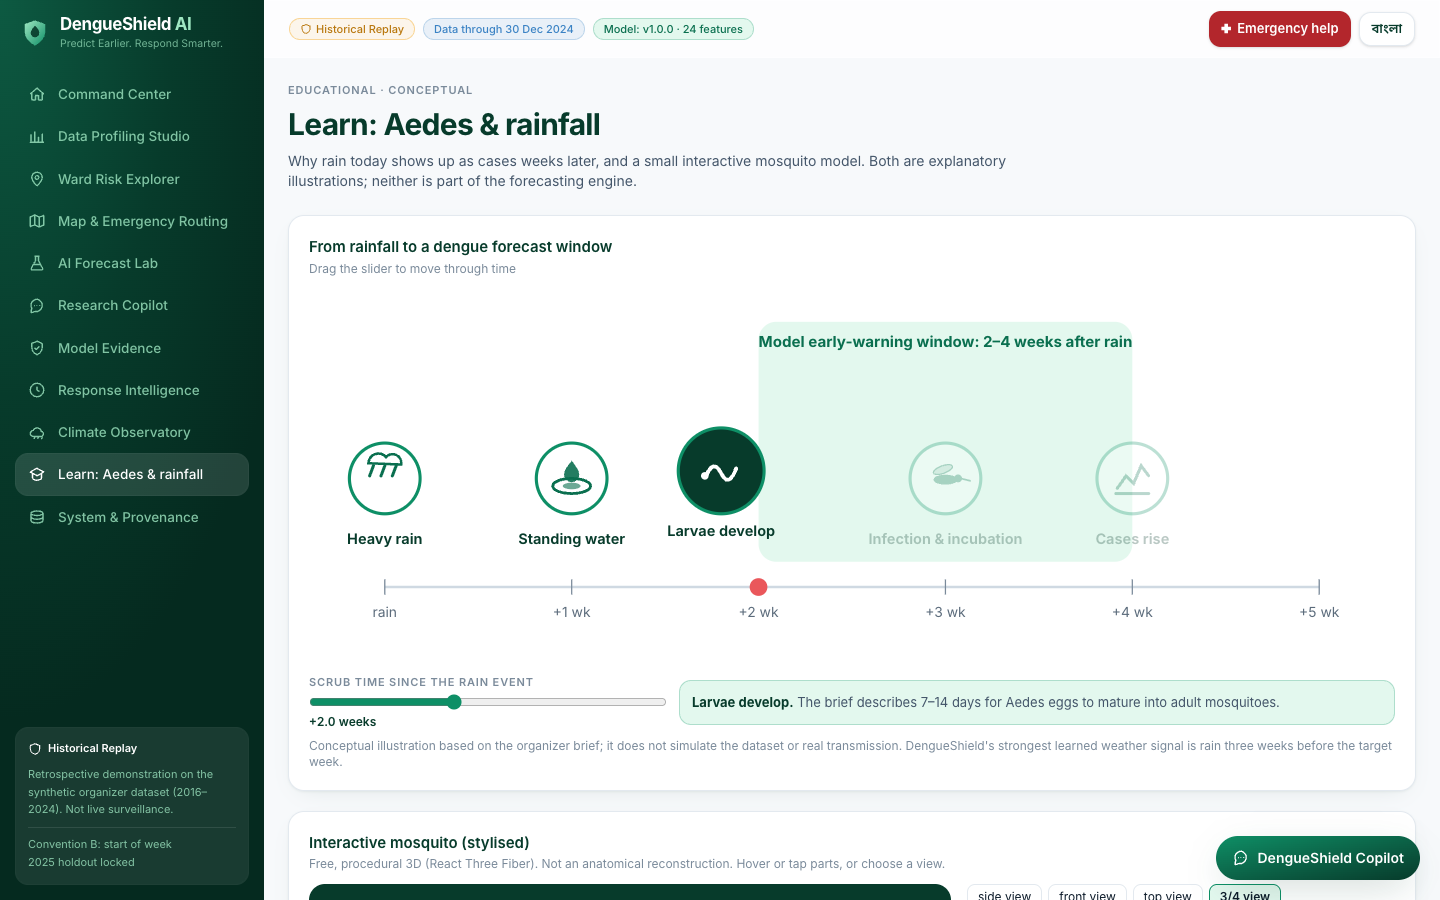 DengueShield AI
Predict Earlier. Respond Smarter.
Command Center
Data Profiling Studio
Ward Risk Explorer
Map & Emergency Routing
AI Forecast Lab
Research Copilot
Model Evidence
Response Intelligence
Climate Observatory
Learn: Aedes & rainfall
System & Provenance
Historical Replay
Retrospective demonstration on the
synthetic organizer dataset (2016–
2024). Not live surveillance.
Convention B: start of week
2025 holdout locked
Historical Replay
Data through 30 Dec 2024
Model: v1.0.0 · 24 features
Emergency help
বাংলা
EDUCATIONAL · CONCEPTUAL
Learn: Aedes & rainfall
Why rain today shows up as cases weeks later, and a small interactive mosquito model. Both are explanatory
illustrations; neither is part of the forecasting engine.
From rainfall to a dengue forecast window
Drag the slider to move through time
Model early-warning window: 2–4 weeks after rain
Heavy rain
Standing water
Larvae develop
Infection & incubation
Cases rise
rain
+1 wk
+2 wk
+3 wk
+4 wk
+5 wk
SCRUB TIME SINCE THE RAIN EVENT
+2.0 weeks
Larvae develop. The brief describes 7–14 days for Aedes eggs to mature into adult mosquitoes.
Conceptual illustration based on the organizer brief; it does not simulate the dataset or real transmission. DengueShield's strongest learned weather signal is rain three weeks before the target
week.
Interactive mosquito (stylised)
Free, procedural 3D (React Three Fiber). Not an anatomical reconstruction. Hover or tap parts, or choose a view.
side view
front view
top view
3/4 view
DengueShield Copilot